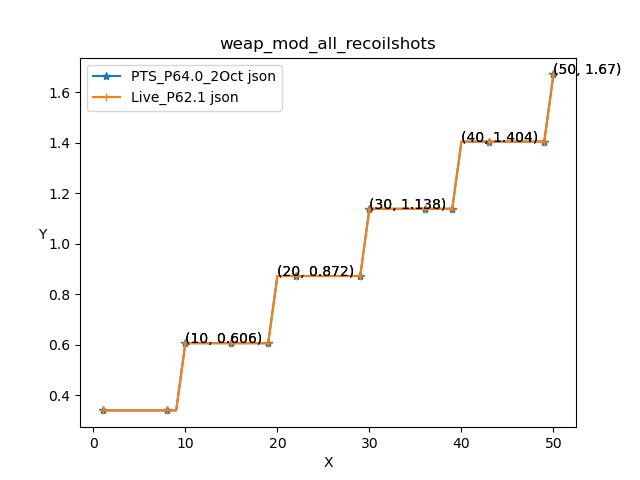 weap_mod_all_recoilshots
PTS_P64.0_2Oct json
Live_P62.1 json
(50, 1.67)
(40, 1.404)
(30, 1.138)
(20, 0.872)
(10, 0.606)
Y
1.6
1.4
1.2
1.0
0.8
0.6
0.4
0 10 20 30 40 50
X